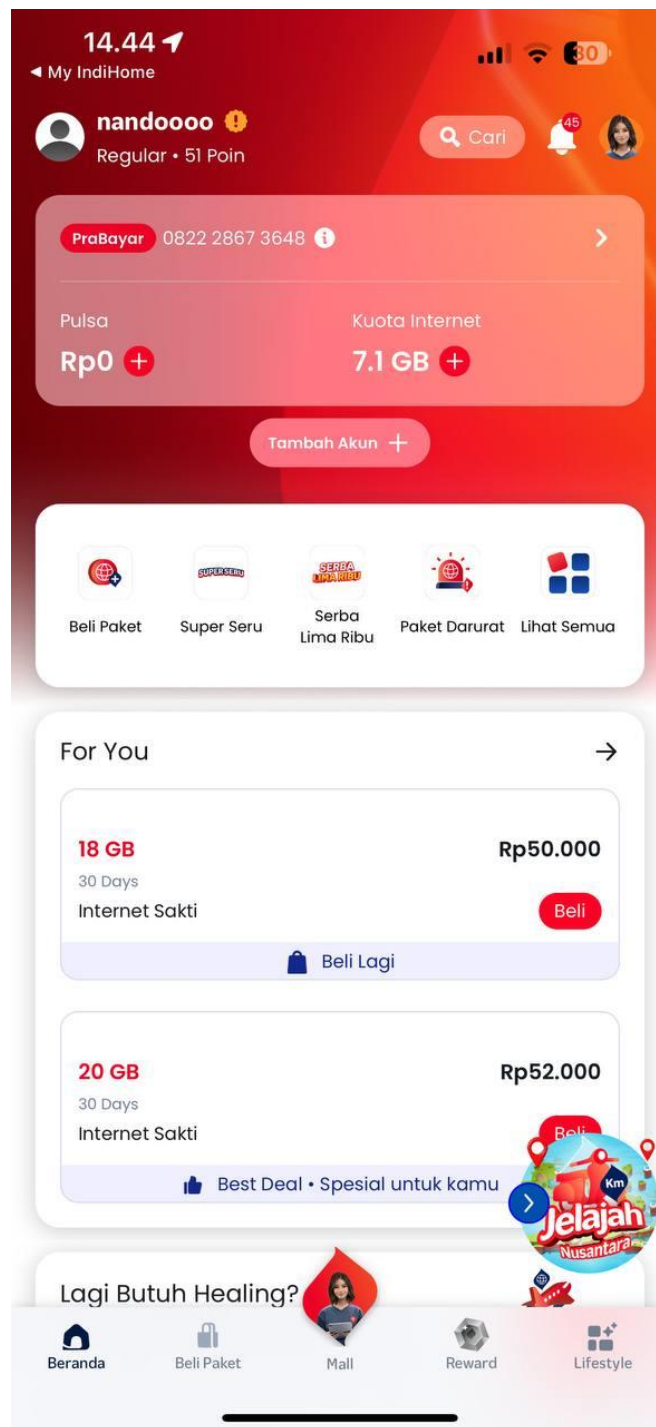 14.44
30
◀ My IndiHome
nandoooo
Regular • 51 Poin
Cari
45
PraBayar 0822 2867 3648
Pulsa
Kuota Internet
Rp0
7.1 GB
Tambah Akun +
SUPER SERU
SERBA
LIMA RIBU
Beli Paket
Super Seru
Serba
Lima Ribu
Paket Darurat
Lihat Semua
For You
18 GB
Rp50.000
30 Days
Internet Sakti
Beli
Beli Lagi
20 GB
Rp52.000
30 Days
Internet Sakti
Beli
Best Deal • Spesial untuk kamu
Km
Jelajah
Nusantara
Lagi Butuh Healing?
Beranda
Beli Paket
Mall
Reward
Lifestyle